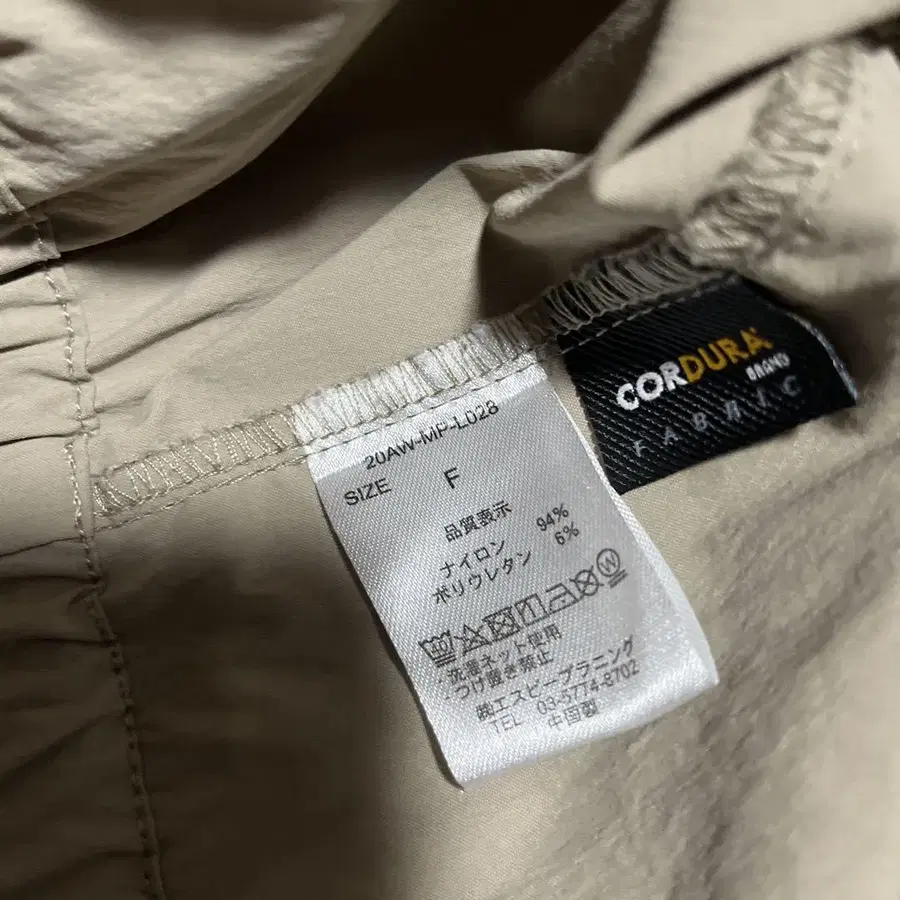 20AW-MP-L028
SIZE F
品質表示
ナイロン 94%
ポリウレタン 6%
洗濯ネット使用
つけ置き禁止
㈱エスピープラニング
TEL 03-5774-8702
中国製
CORDURA
BRAND
FABRIC